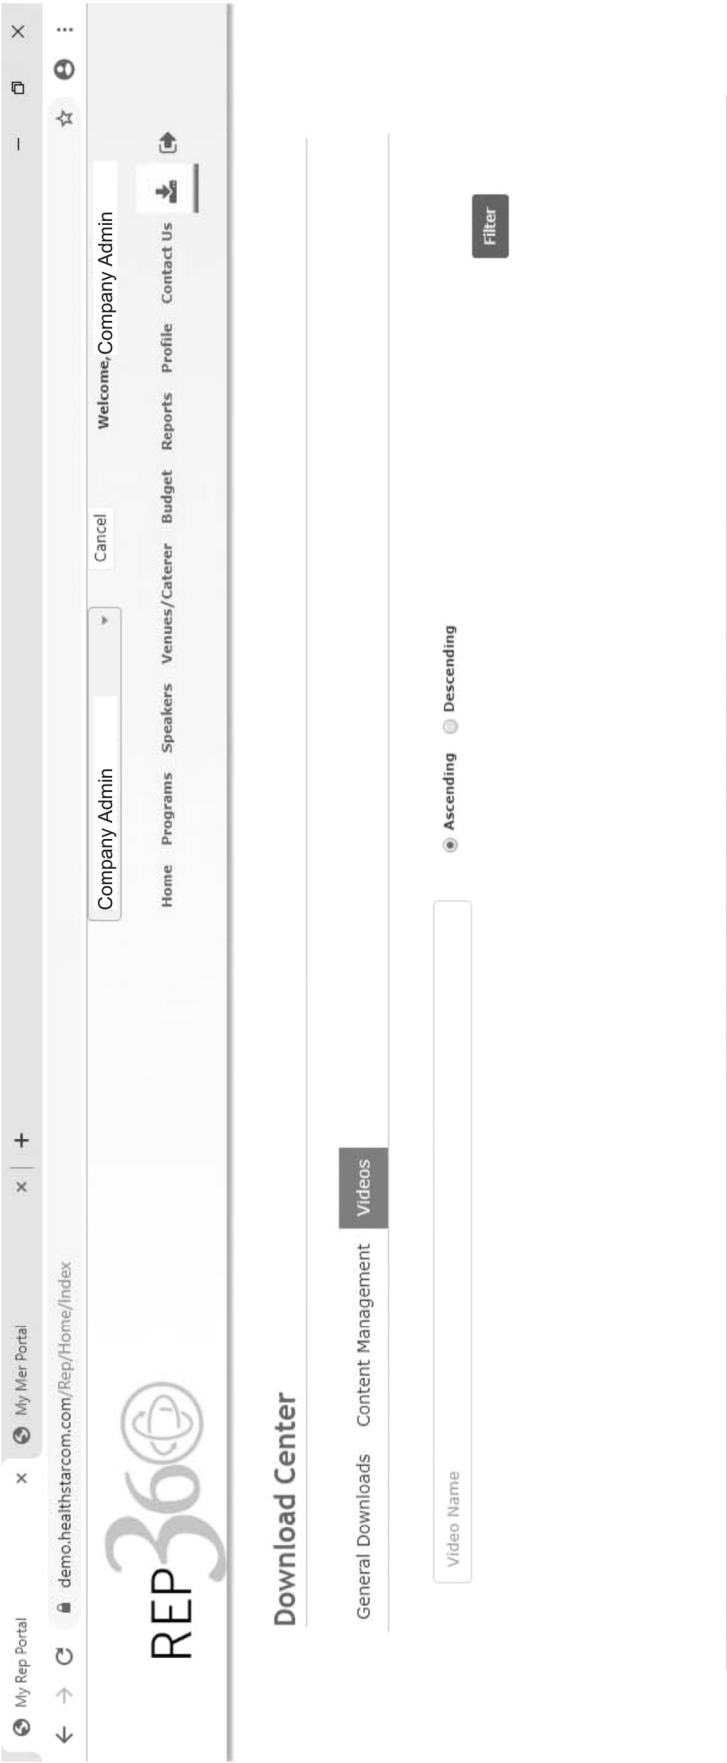 My Rep Portal My Mer Portal
demo.healthstarcom.com/Rep/Home/Index
Company Admin Cancel Welcome, Company Admin
REP360
Home Programs Speakers Venues/Caterer Budget Reports Profile Contact Us
Download Center
General Downloads Content Management Videos
Video Name Ascending Descending
Filter